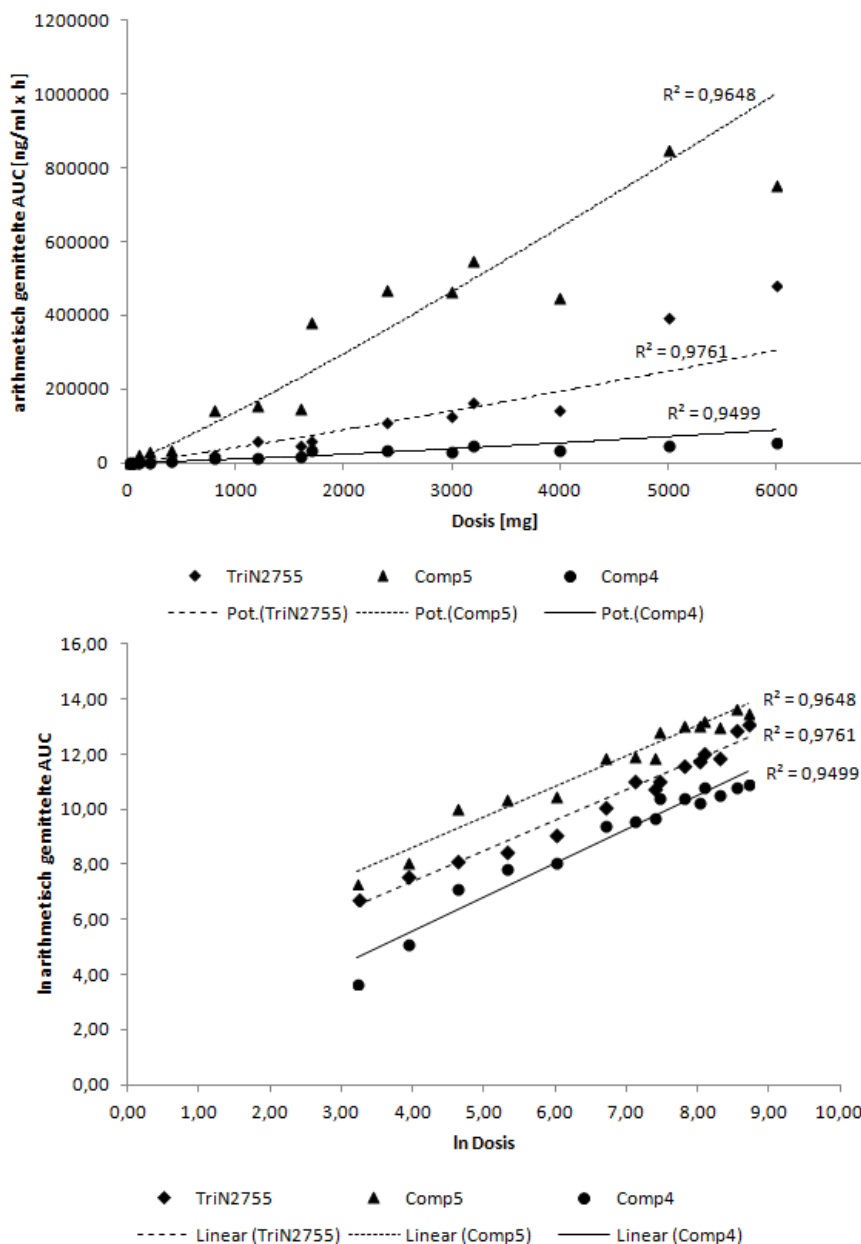 1200000
1000000
800000
600000
400000
200000
0
arithmetisch gemittelte AUC [ng/ml x h]
R² = 0,9648
R² = 0,9761
R² = 0,9499
0 1000 2000 3000 4000 5000 6000
Dosis [mg]
TriN2755 Comp5 Comp4
Pot.(TriN2755) Pot.(Comp5) Pot.(Comp4)
16,00
14,00
12,00
10,00
8,00
6,00
4,00
2,00
0,00
ln arithmetisch gemittelte AUC
R² = 0,9648
R² = 0,9761
R² = 0,9499
0,00 1,00 2,00 3,00 4,00 5,00 6,00 7,00 8,00 9,00 10,00
ln Dosis
TriN2755 Comp5 Comp4
Linear (TriN2755) Linear (Comp5) Linear (Comp4)